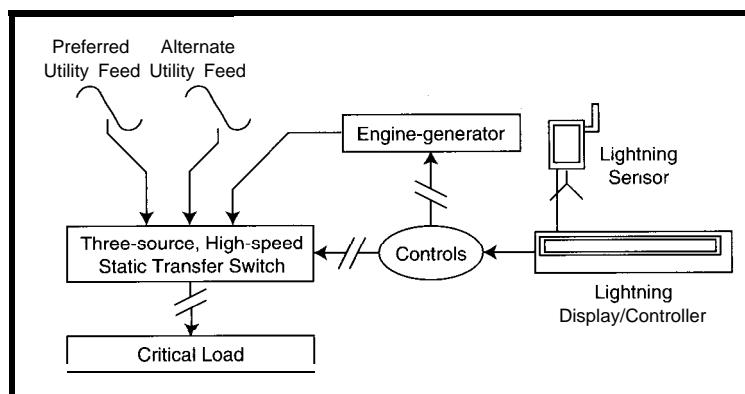 Preferred
Utility Feed
Alternate
Utility Feed
Engine-generator
Lightning
Sensor
Three-source, High-speed
Static Transfer Switch
Controls
Lightning
Display/Controller
Critical Load